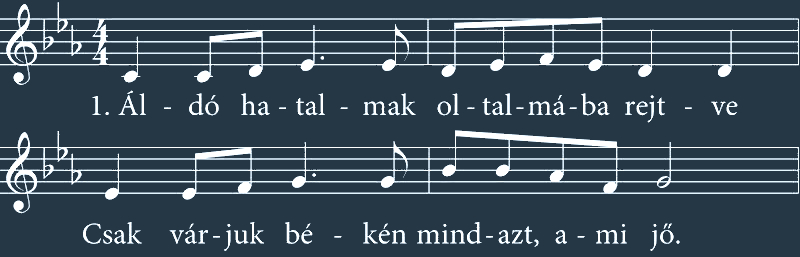 1. Ál - dó ha - tal - mak ol - tal - má - ba rejt - ve
Csak vár - juk bé - kén mind - azt, a - mi jő.